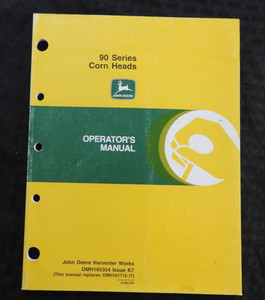 90 Series
Corn Heads
JOHN DEERE
OPERATOR'S
MANUAL
John Deere Harvester Works
OMH165354 Issue K7
(This manual replaces OMH161716 I7)